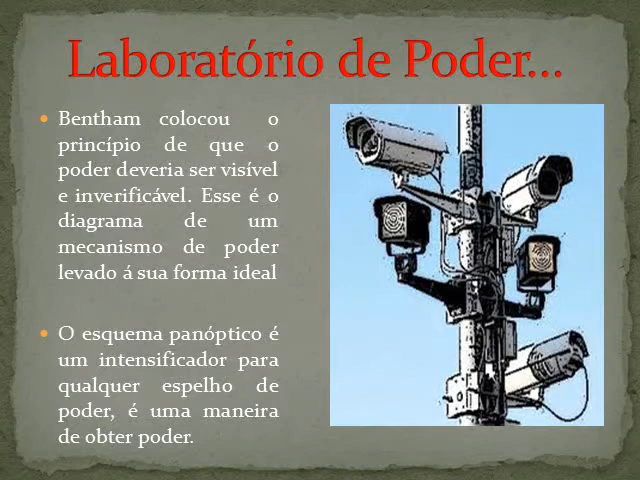 Laboratório de Poder...
Bentham colocou o
princípio de que o
poder deveria ser visível
e inverificável. Esse é o
diagrama de um
mecanismo de poder
levado á sua forma ideal
O esquema panóptico é
um intensificador para
qualquer espelho de
poder, é uma maneira
de obter poder.